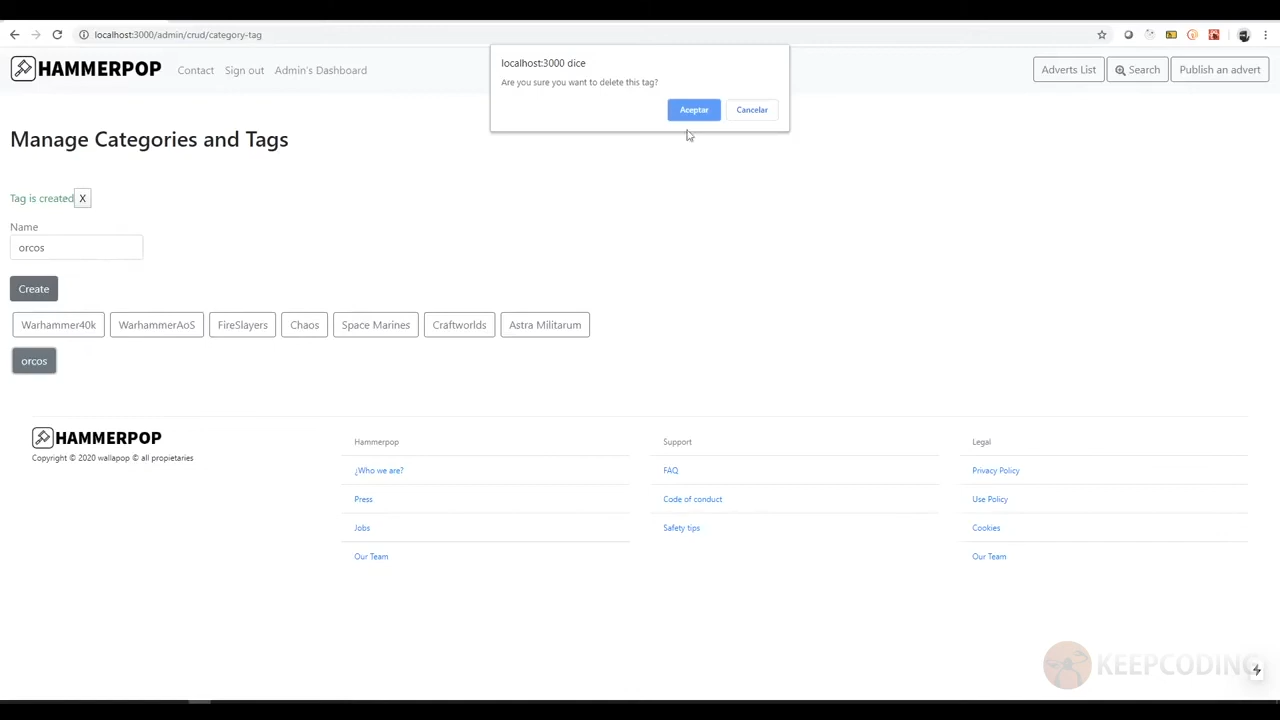 localhost:3000/admin/crud/category-tag
HAMMERPOP Contact Sign out Admin's Dashboard Adverts List Search Publish an advert
localhost:3000 dice
Are you sure you want to delete this tag?
Aceptar Cancelar
Manage Categories and Tags
Tag is created X
Name
orcos
Create
Warhammer40k WarhammerAoS FireSlayers Chaos Space Marines Craftworlds Astra Militarum
orcos
HAMMERPOP
Copyright © 2020 wallapop © all propietaries
Hammerpop
¿Who we are?
Press
Jobs
Our Team
Support
FAQ
Code of conduct
Safety tips
Legal
Privacy Policy
Use Policy
Cookies
Our Team
KEEPCODING